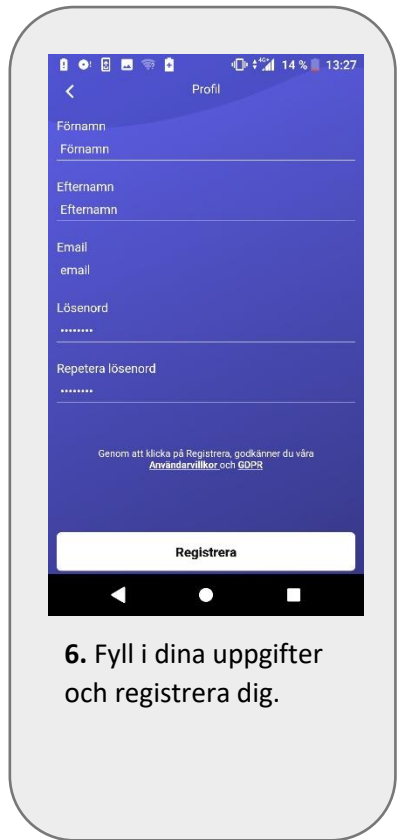 14 % 13:27
Profil
Förnamn
Förnamn
Efternamn
Efternamn
Email
email
Lösenord
••••••••
Repetera lösenord
••••••••
Genom att klicka på Registrera, godkänner du våra
Användarvillkor och GDPR
Registrera
6. Fyll i dina uppgifter
och registrera dig.